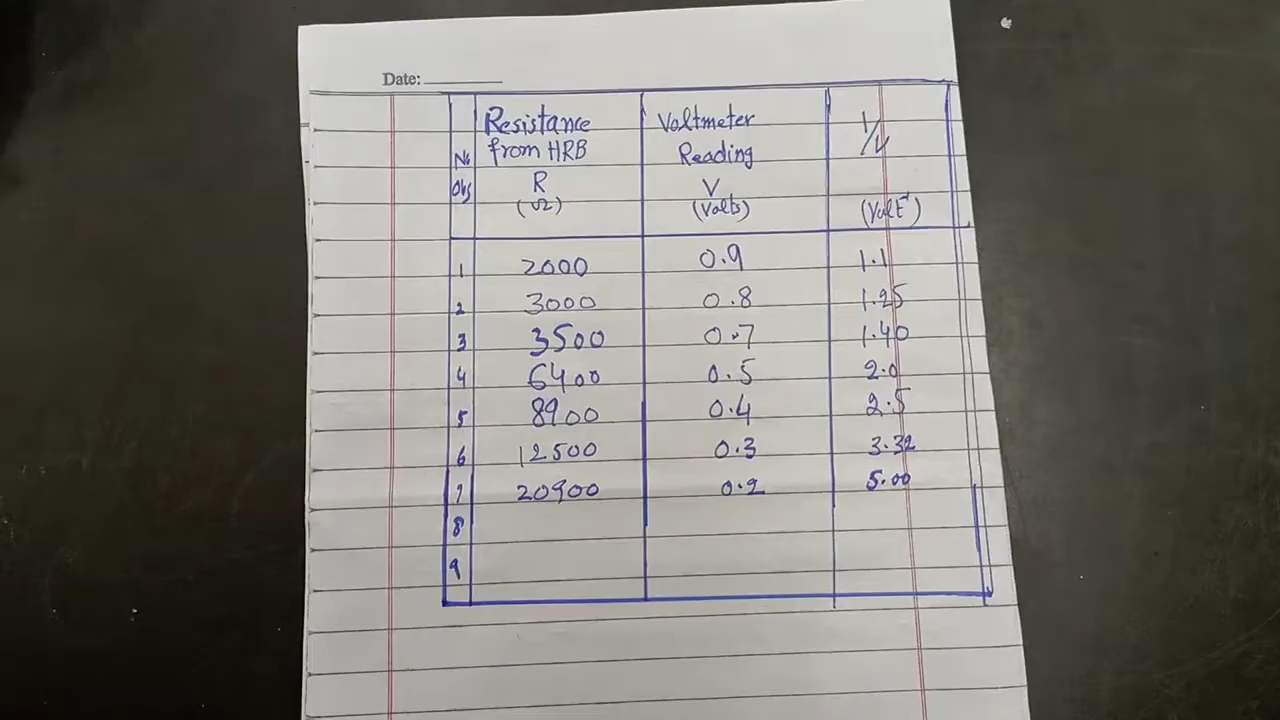 Date:
No Obs | Resistance from HRB R (Ω) | Voltmeter Reading V (Volts) | 1/V (Volt⁻¹)
1 | 2000 | 0.9 | 1.1
2 | 3000 | 0.8 | 1.25
3 | 3500 | 0.7 | 1.40
4 | 6400 | 0.5 | 2.0
5 | 8900 | 0.4 | 2.5
6 | 12500 | 0.3 | 3.32
7 | 20900 | 0.2 | 5.00
8
9